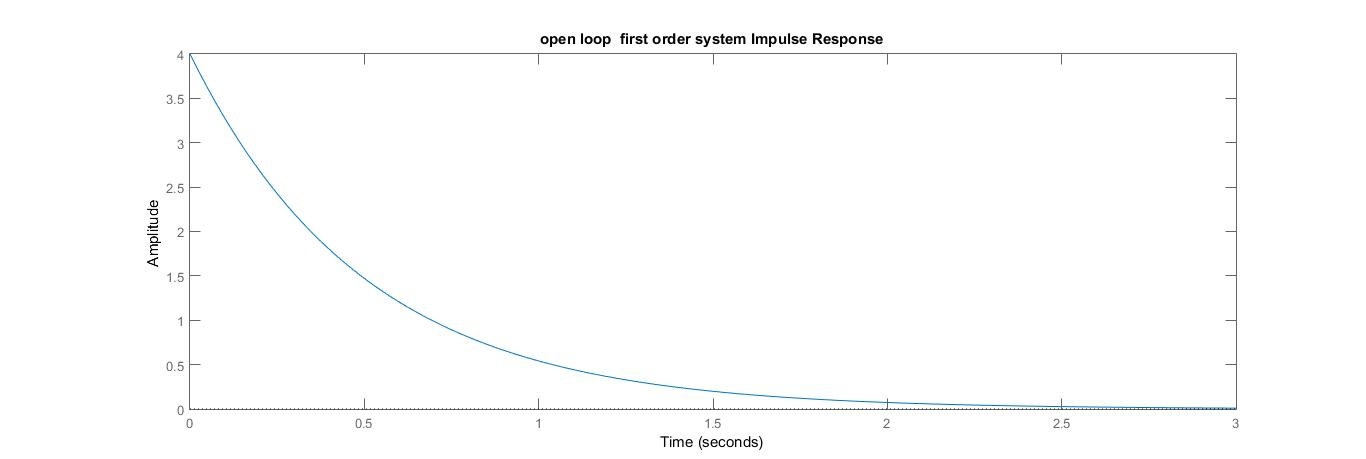 open loop  first order system Impulse Response
4
3.5
3
2.5
2
1.5
1
0.5
0
Amplitude
0 0.5 1 1.5 2 2.5 3
Time (seconds)